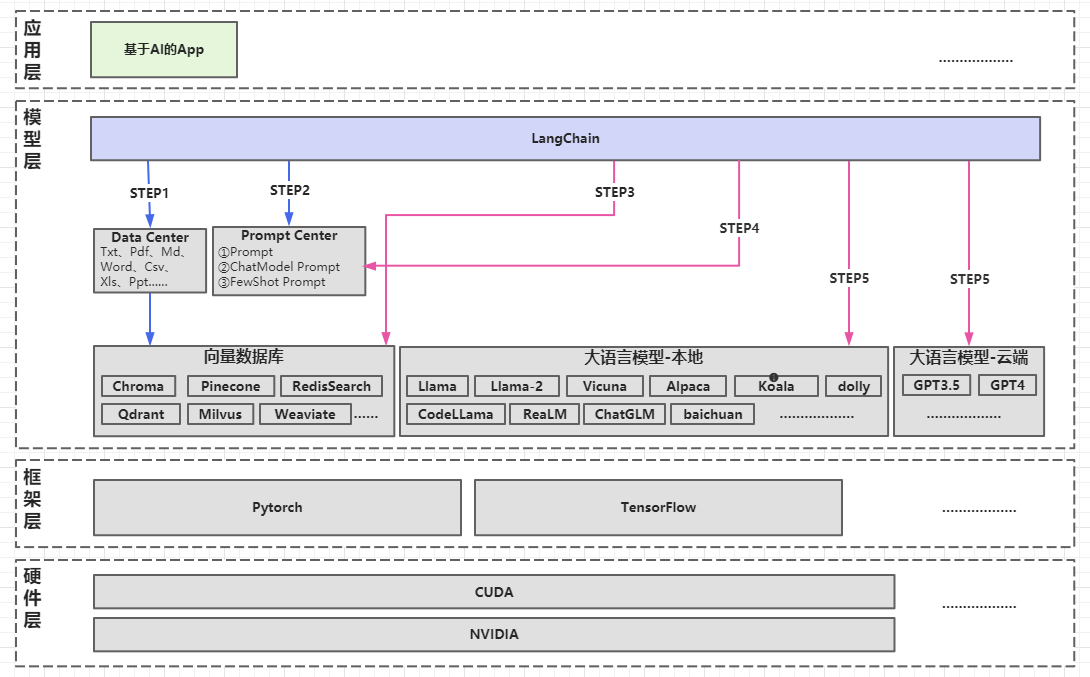 应用层
基于AI的App
..................
模型层
LangChain
STEP1
STEP2
STEP3
STEP4
STEP5
STEP5
Data Center
Txt、Pdf、Md、
Word、Csv、
Xls、Ppt......
Prompt Center
①Prompt
②ChatModel Prompt
③FewShot Prompt
向量数据库
Chroma
Pinecone
RedisSearch
Qdrant
Milvus
Weaviate
......
大语言模型-本地
Llama
Llama-2
Vicuna
Alpaca
Koala
dolly
CodeLLama
ReaLM
ChatGLM
baichuan
..................
大语言模型-云端
GPT3.5
GPT4
..................
框架层
Pytorch
TensorFlow
..................
硬件层
CUDA
NVIDIA
..................